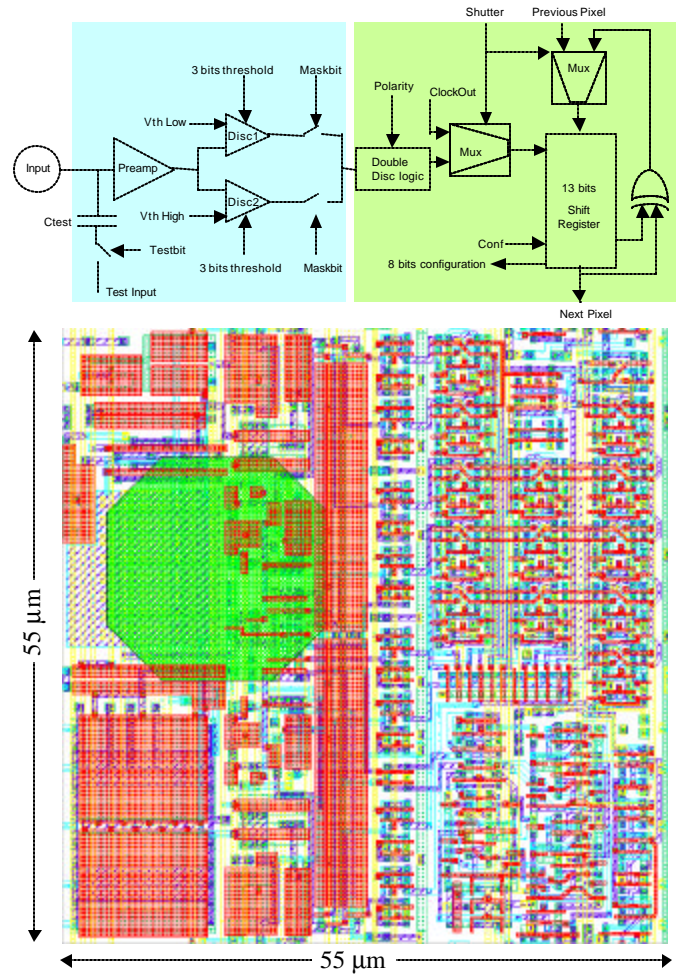 Shutter
Previous Pixel
3 bits threshold
Maskbit
Mux
Polarity
ClockOut
Vth Low
Disc1
Input
Preamp
Double
Disc logic
Mux
13 bits
Shift
Register
Disc2
Vth High
Ctest
Testbit
Conf
3 bits threshold
Maskbit
8 bits configuration
Test Input
Next Pixel
55 µm
55 µm